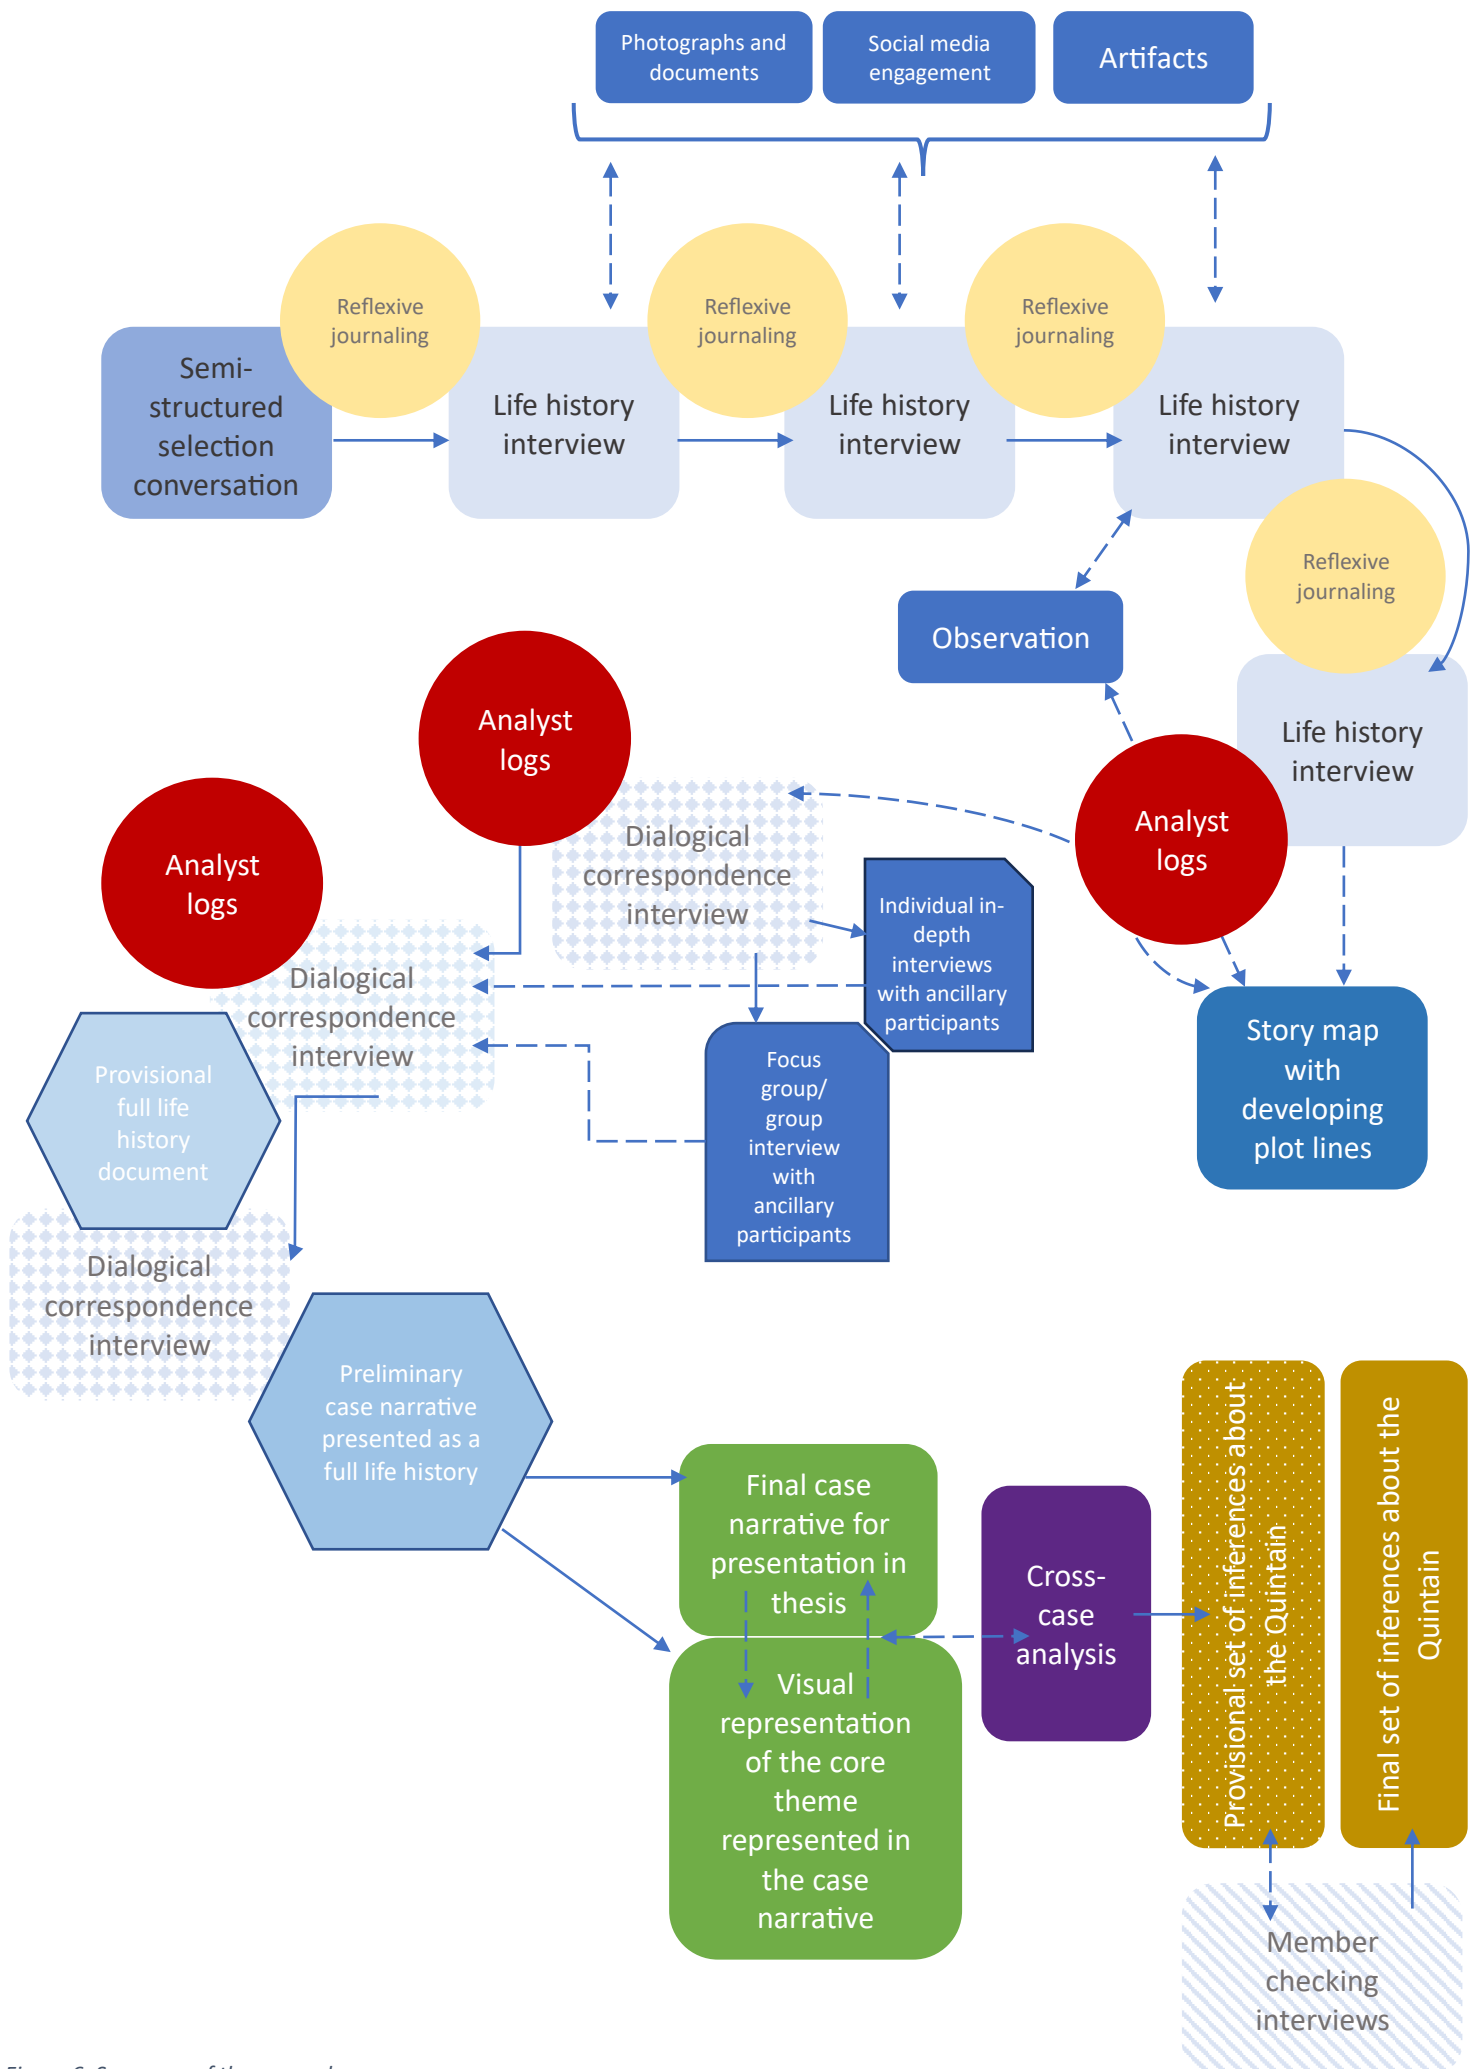 Photographs and
documents
Social media
engagement
Artifacts
Reflexive
journaling
Reflexive
journaling
Reflexive
journaling
Semi-
structured
selection
conversation
Life history
interview
Life history
interview
Life history
interview
Reflexive
journaling
Observation
Life history
interview
Analyst
logs
Analyst
logs
Analyst
logs
Dialogical
correspondence
interview
Individual in-
depth
interviews
with ancillary
participants
Dialogical
correspondence
interview
Focus
group/
group
interview
with
ancillary
participants
Story map
with
developing
plot lines
Provisional
full life
history
document
Dialogical
correspondence
interview
Preliminary
case narrative
presented as a
full life history
Final case
narrative for
presentation in
thesis
Visual
representation
of the core
theme
represented in
the case
narrative
Cross-
case
analysis
Provisional set of inferences about
the Quintain
Final set of inferences about the
Quintain
Member
checking
interviews